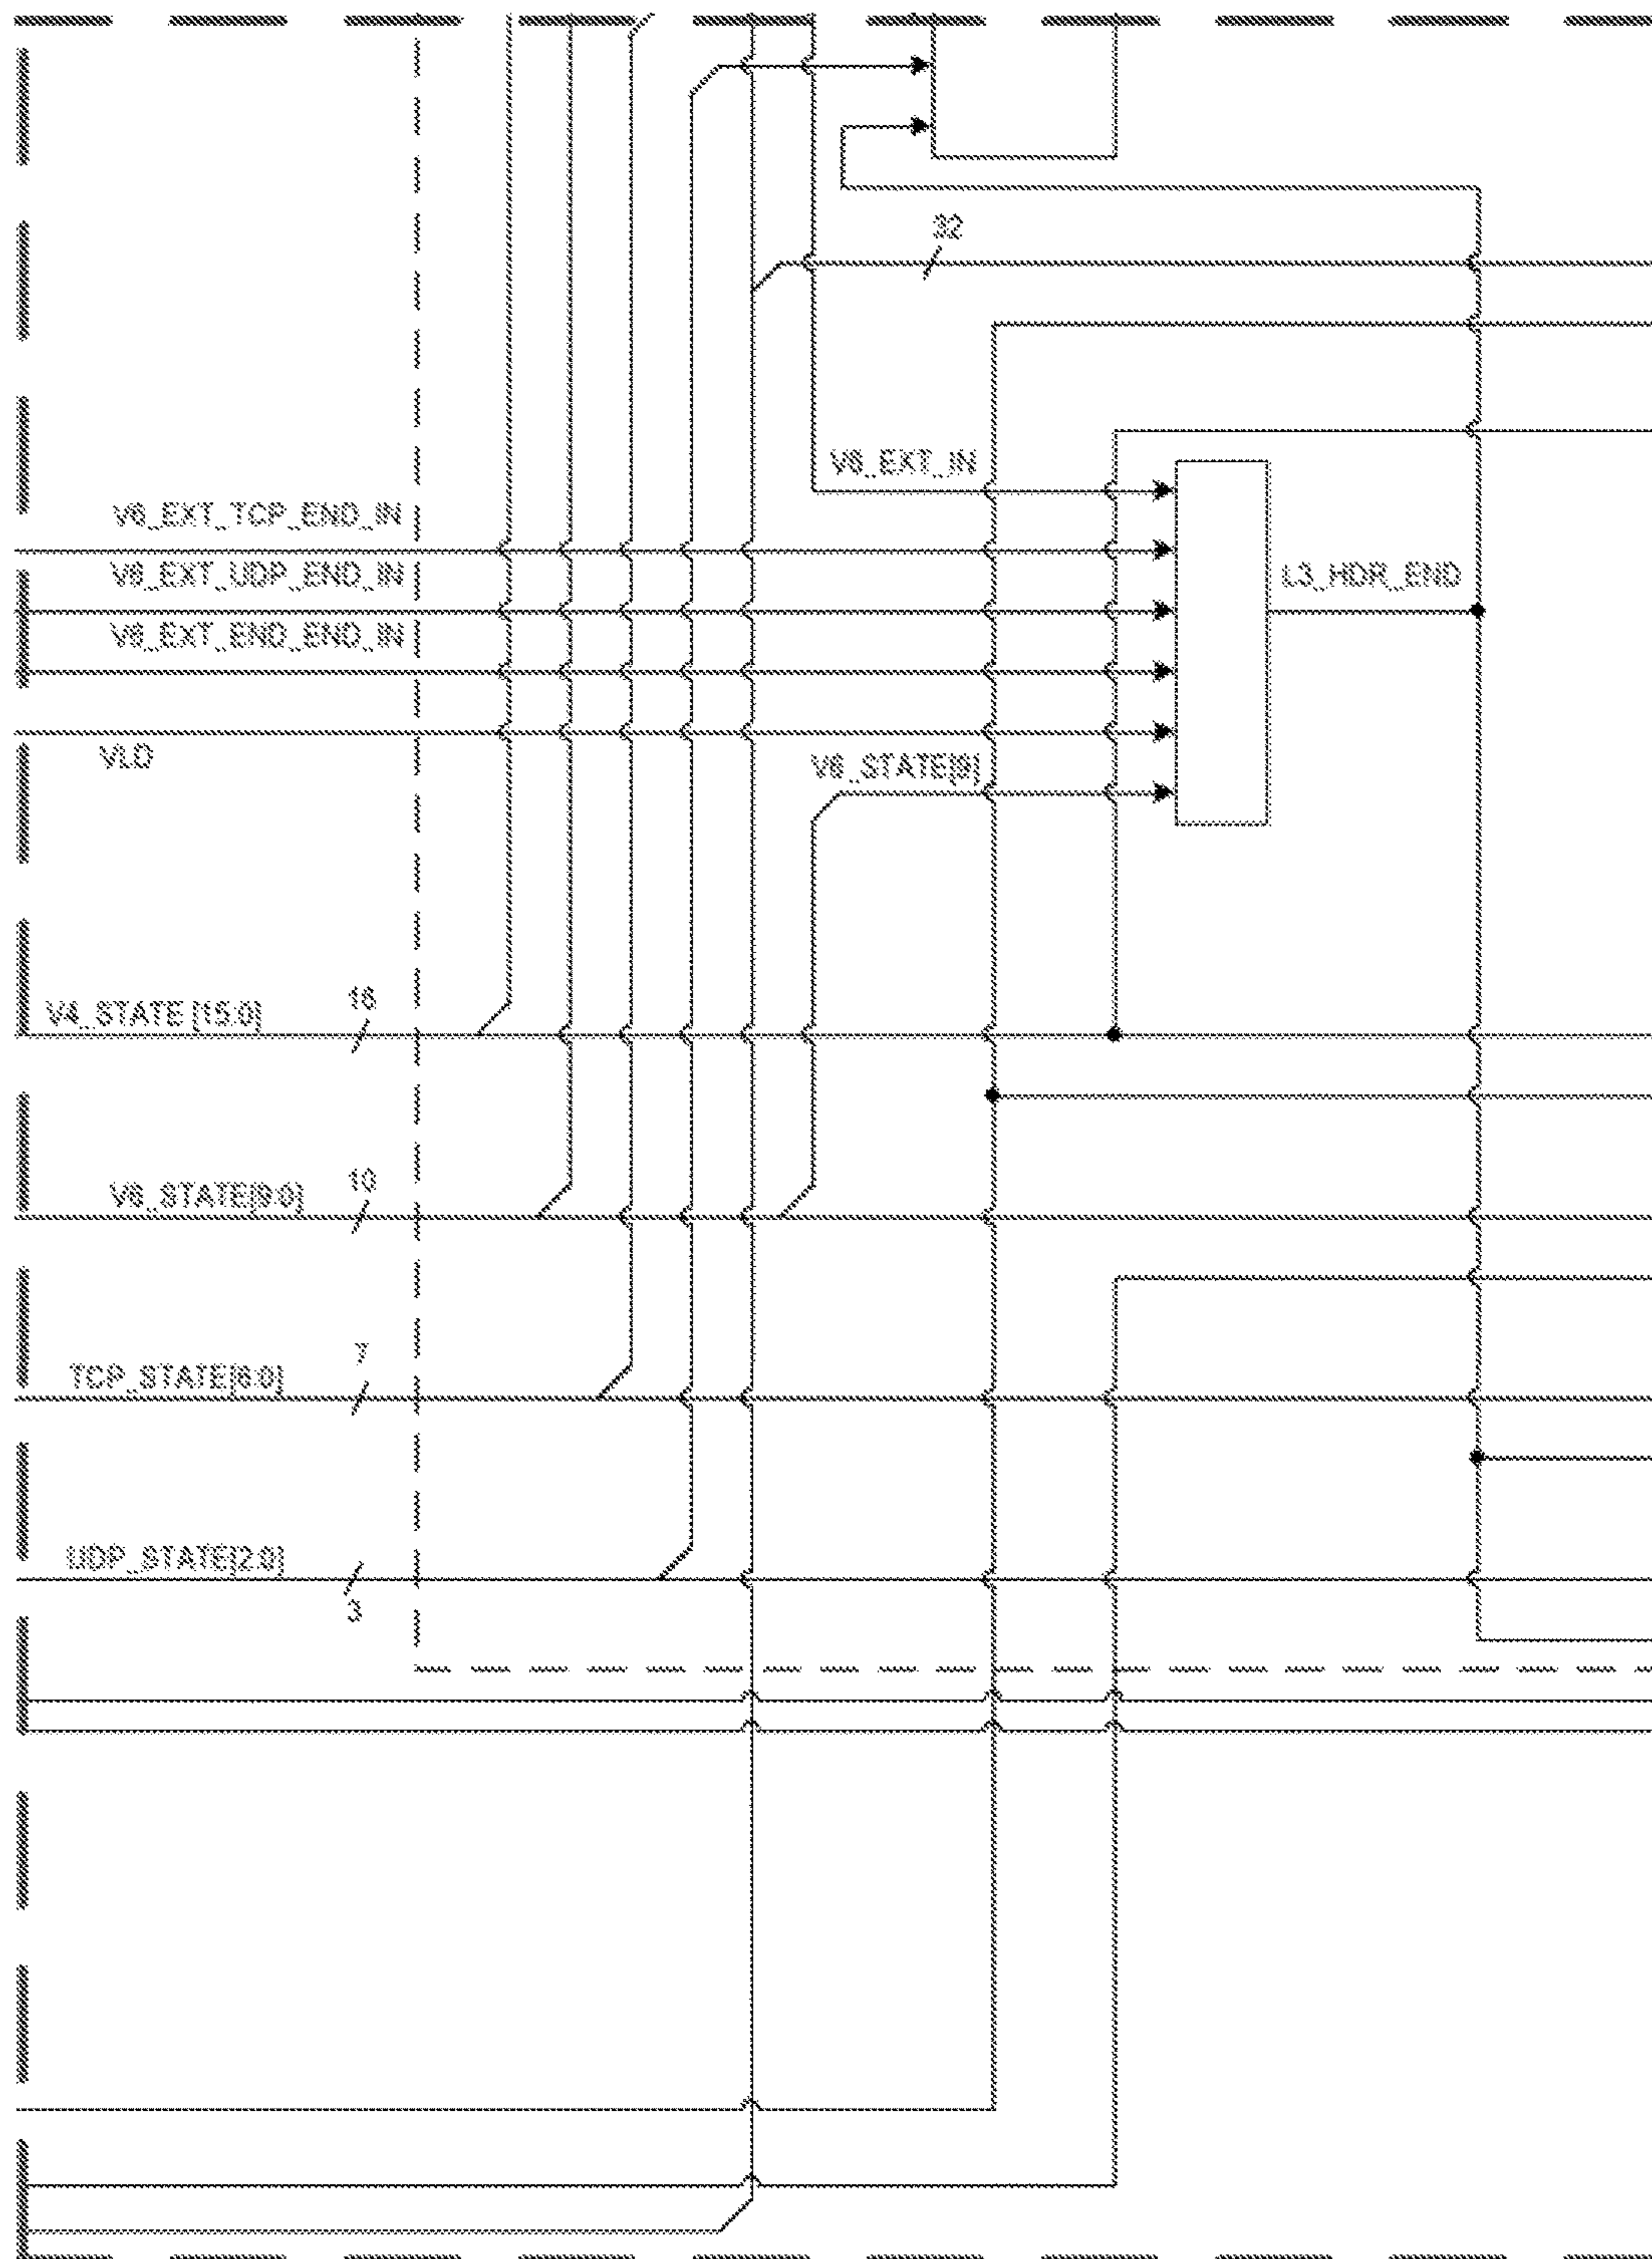 32
V6_EXT_IN
V6_EXT_TCP_END_IN
V6_EXT_UDP_END_IN
L3_HDR_END
V6_EXT_END_END_IN
VLD
V6_STATE[9]
16
V4_STATE [15:0]
10
V6_STATE[9:0]
7
TCP_STATE[6:0]
UDP_STATE[2:0]
3